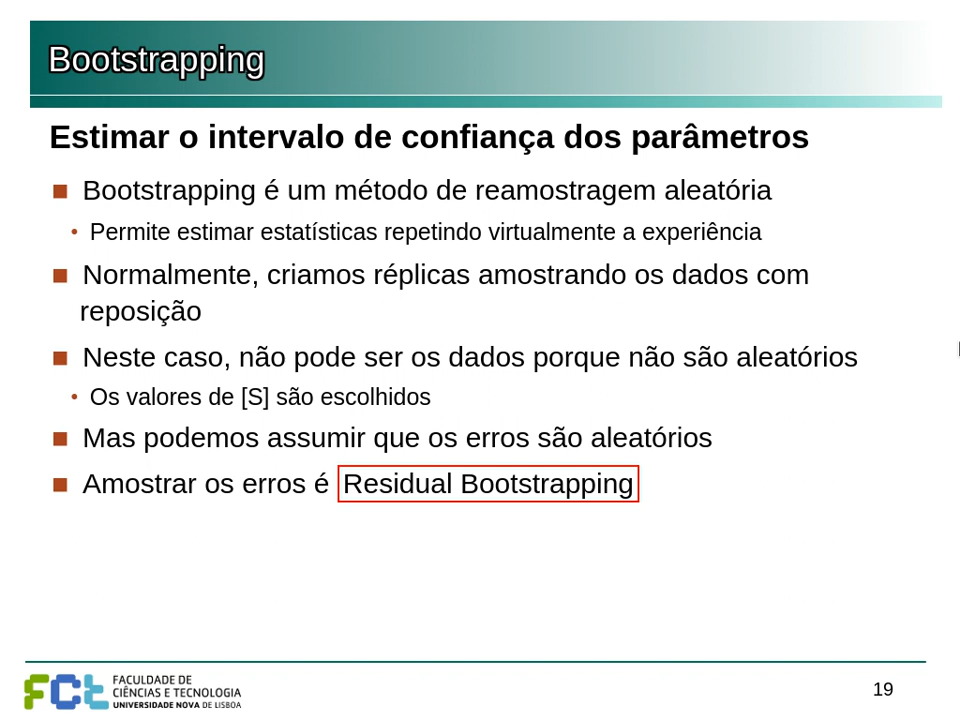 Bootstrapping
Estimar o intervalo de confiança dos parâmetros
Bootstrapping é um método de reamostragem aleatória
Permite estimar estatísticas repetindo virtualmente a experiência
Normalmente, criamos réplicas amostrando os dados com
reposição
Neste caso, não pode ser os dados porque não são aleatórios
Os valores de [S] são escolhidos
Mas podemos assumir que os erros são aleatórios
Amostrar os erros é Residual Bootstrapping
FCt
FACULDADE DE
CIÊNCIAS E TECNOLOGIA
UNIVERSIDADE NOVA DE LISBOA
19